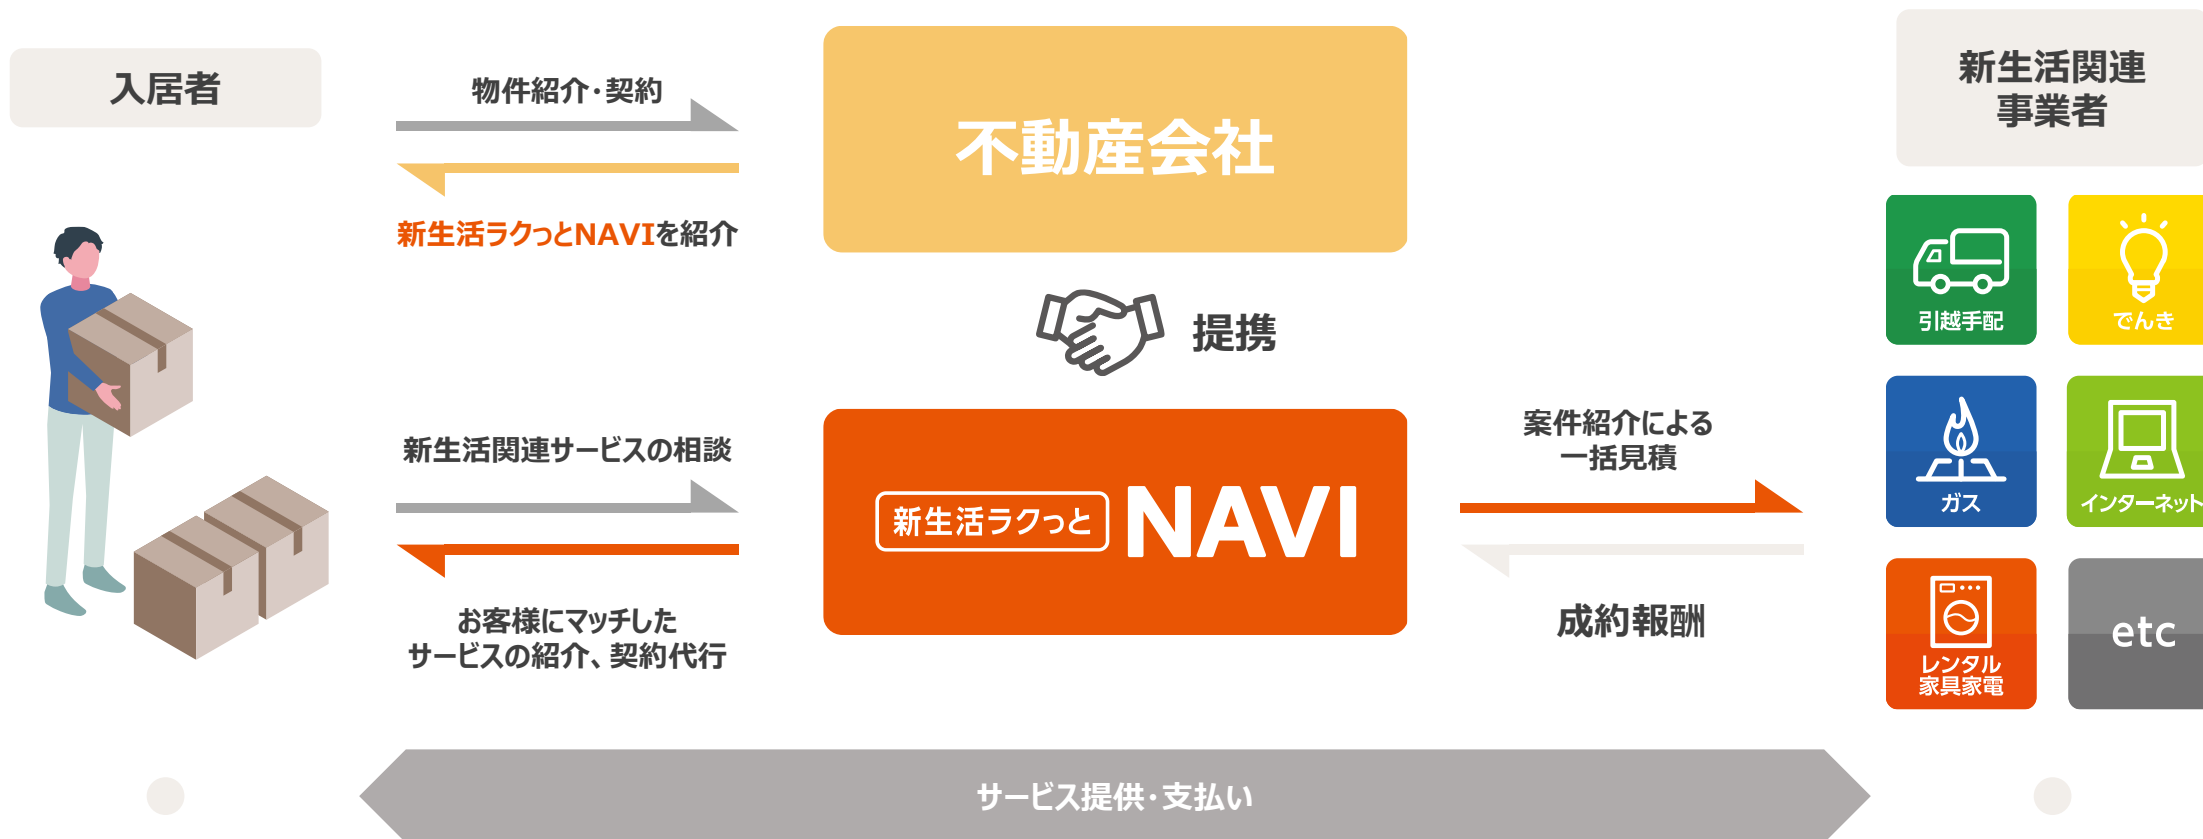 入居者
物件紹介・契約
新生活ラクっとNAVIを紹介
不動産会社
提携
新生活関連
事業者
新生活関連サービスの相談
お客様にマッチした
サービスの紹介、契約代行
新生活ラクっと NAVI
案件紹介による
一括見積
成約報酬
引越手配
でんき
ガス
インターネット
レンタル
家具家電
etc
サービス提供・支払い